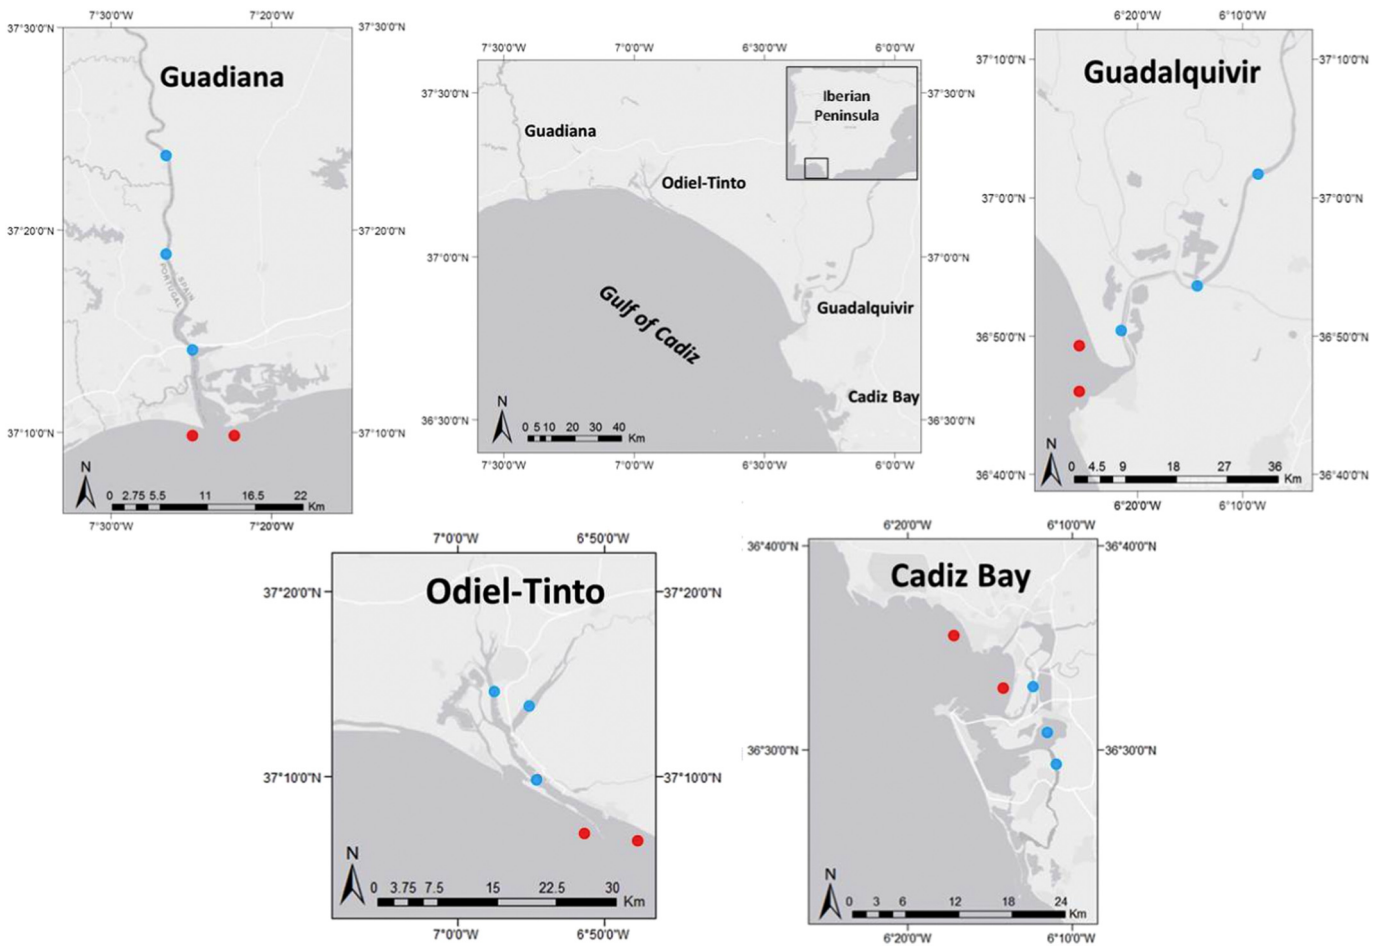 7°30'0"W 7°20'0"W
37°30'0"N 37°30'0"N
Guadiana
37°20'0"N 37°20'0"N
SPAIN
PORTUGAL
37°10'0"N 37°10'0"N
N
0 2.75 5.5 11 16.5 22
Km
7°30'0"W 7°20'0"W
7°30'0"W 7°0'0"W 6°30'0"W 6°0'0"W
37°30'0"N 37°30'0"N
Iberian
Peninsula
Guadiana
Odiel-Tinto
37°0'0"N 37°0'0"N
Gulf of Cadiz
Guadalquivir
Cadiz Bay
36°30'0"N 36°30'0"N
N
0 5 10 20 30 40
Km
7°30'0"W 7°0'0"W 6°30'0"W 6°0'0"W
6°20'0"W 6°10'0"W
37°10'0"N 37°10'0"N
Guadalquivir
37°0'0"N 37°0'0"N
36°50'0"N 36°50'0"N
N
0 4.5 9 18 27 36
Km
36°40'0"N 36°40'0"N
6°20'0"W 6°10'0"W
7°0'0"W 6°50'0"W
37°20'0"N 37°20'0"N
Odiel-Tinto
37°10'0"N 37°10'0"N
N
0 3.75 7.5 15 22.5 30
Km
7°0'0"W 6°50'0"W
6°20'0"W 6°10'0"W
36°40'0"N 36°40'0"N
Cadiz Bay
36°30'0"N 36°30'0"N
N
0 3 6 12 18 24
Km
6°20'0"W 6°10'0"W